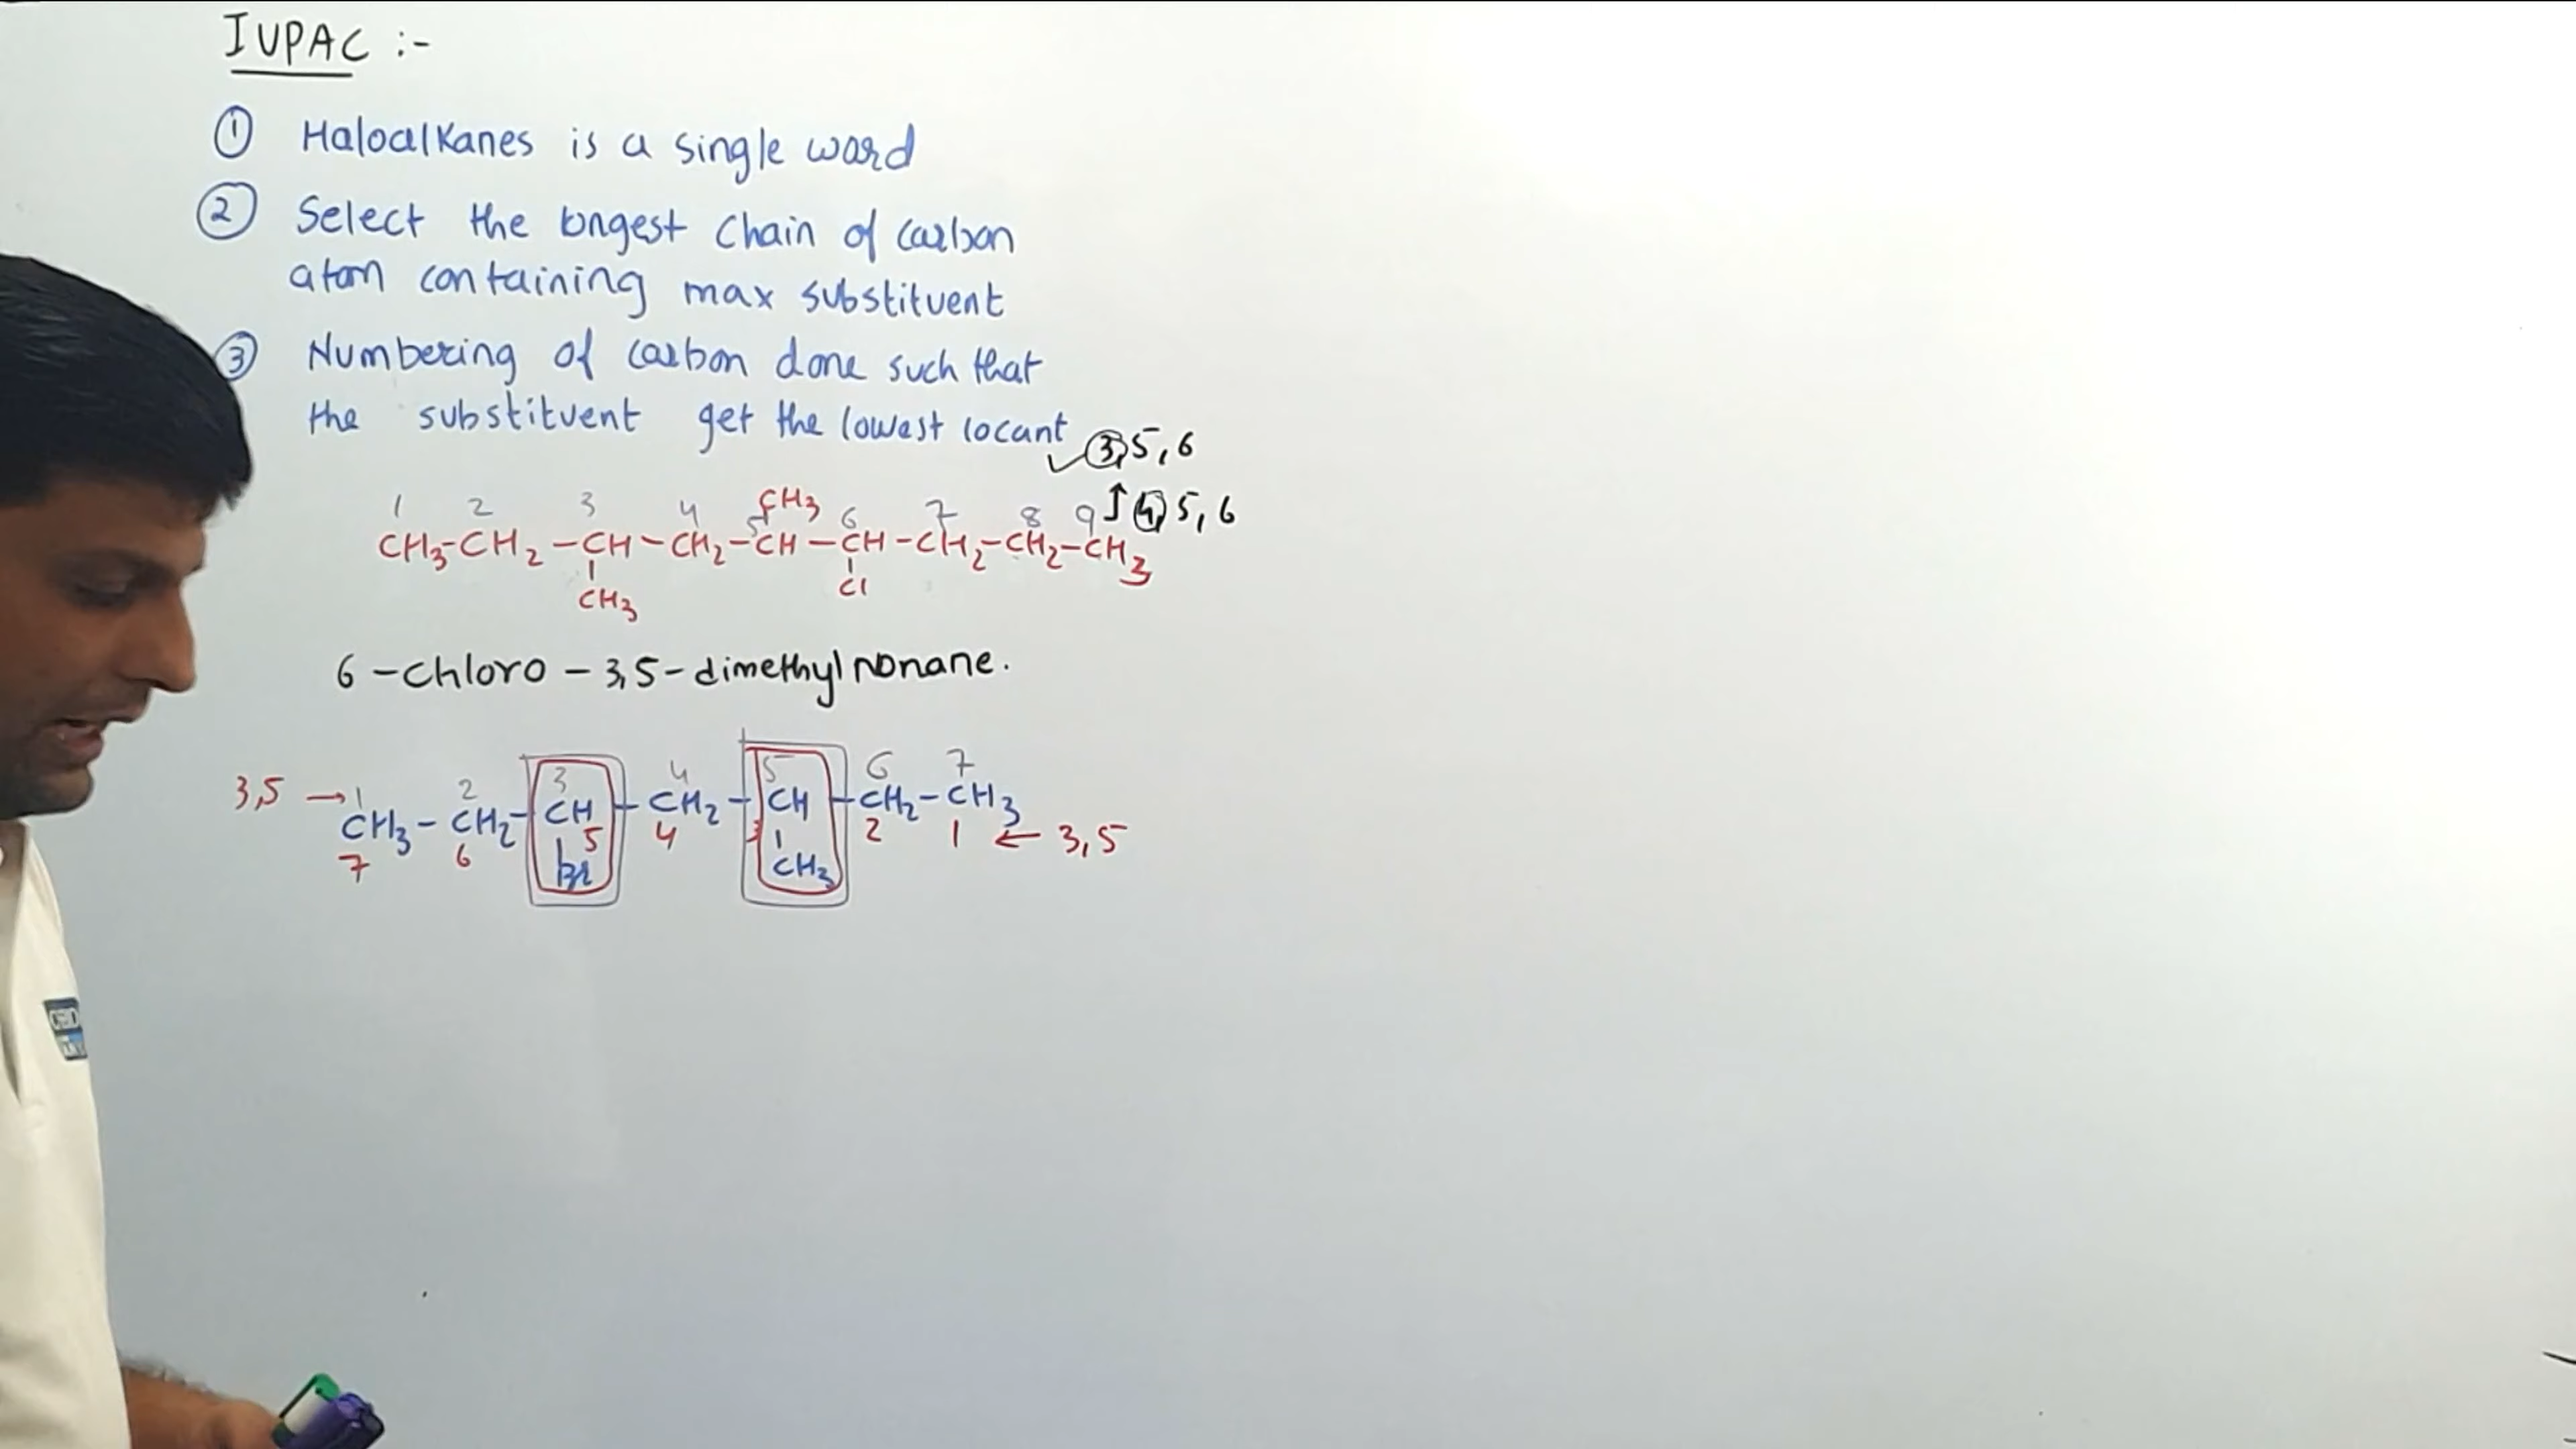 IUPAC :-
① Haloalkanes is a single word
② Select the longest chain of carbon
atom containing max substituent
③ Numbering of carbon done such that
the substituent get the lowest locant
3,5,6
4,5,6
1 2 3 4 5 6 7 8 9
CH3
CH3-CH2-CH-CH2-CH-CH-CH2-CH2-CH3
CH3 Cl
6-chloro-3,5-dimethylnonane.
3,5 → 1 2 3 4 5 6 7
CH3-CH2-CH-CH2-CH-CH2-CH3
7 6 5 4 3 2 1 ← 3,5
Br CH3